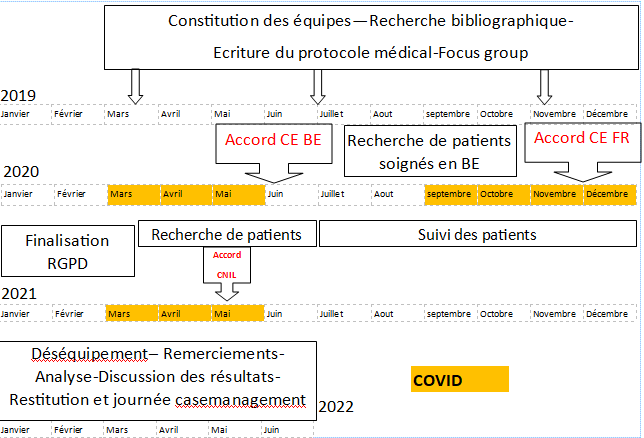 Constitution des équipes—Recherche bibliographique-
Ecriture du protocole médical-Focus group
2019
Janvier Février Mars Avril Mai Juin Juillet Aout septembre Octobre Novembre Décembre
Accord CE BE
Recherche de patients
soignés en BE
Accord CE FR
2020
Janvier Février Mars Avril Mai Juin Juillet Aout septembre Octobre Novembre Décembre
Finalisation
RGPD
Recherche de patients
Suivi des patients
Accord
CNIL
2021
Janvier Février Mars Avril Mai Juin Juillet Aout septembre Octobre Novembre Décembre
Déséquipement– Remerciements-
Analyse-Discussion des résultats-
Restitution et journée casemanagement
COVID
2022
Janvier Février Mars Avril Mai Juin